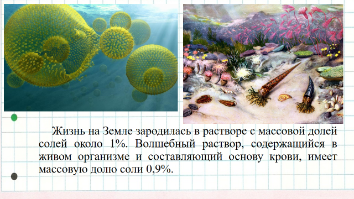 Жизнь на Земле зародилась в растворе с массовой долей
солей около 1%. Волшебный раствор, содержащийся в
живом организме и составляющий основу крови, имеет
массовую долю соли 0,9%.